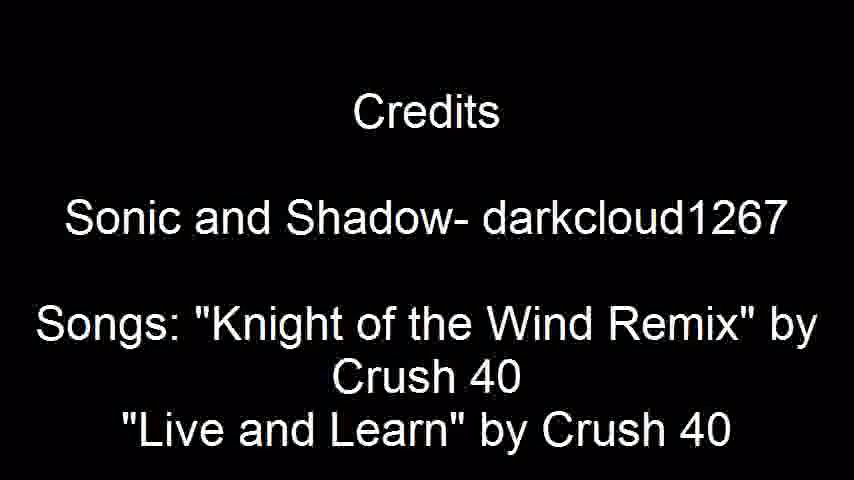 Credits
Sonic and Shadow- darkcloud1267
Songs: "Knight of the Wind Remix" by
Crush 40
"Live and Learn" by Crush 40